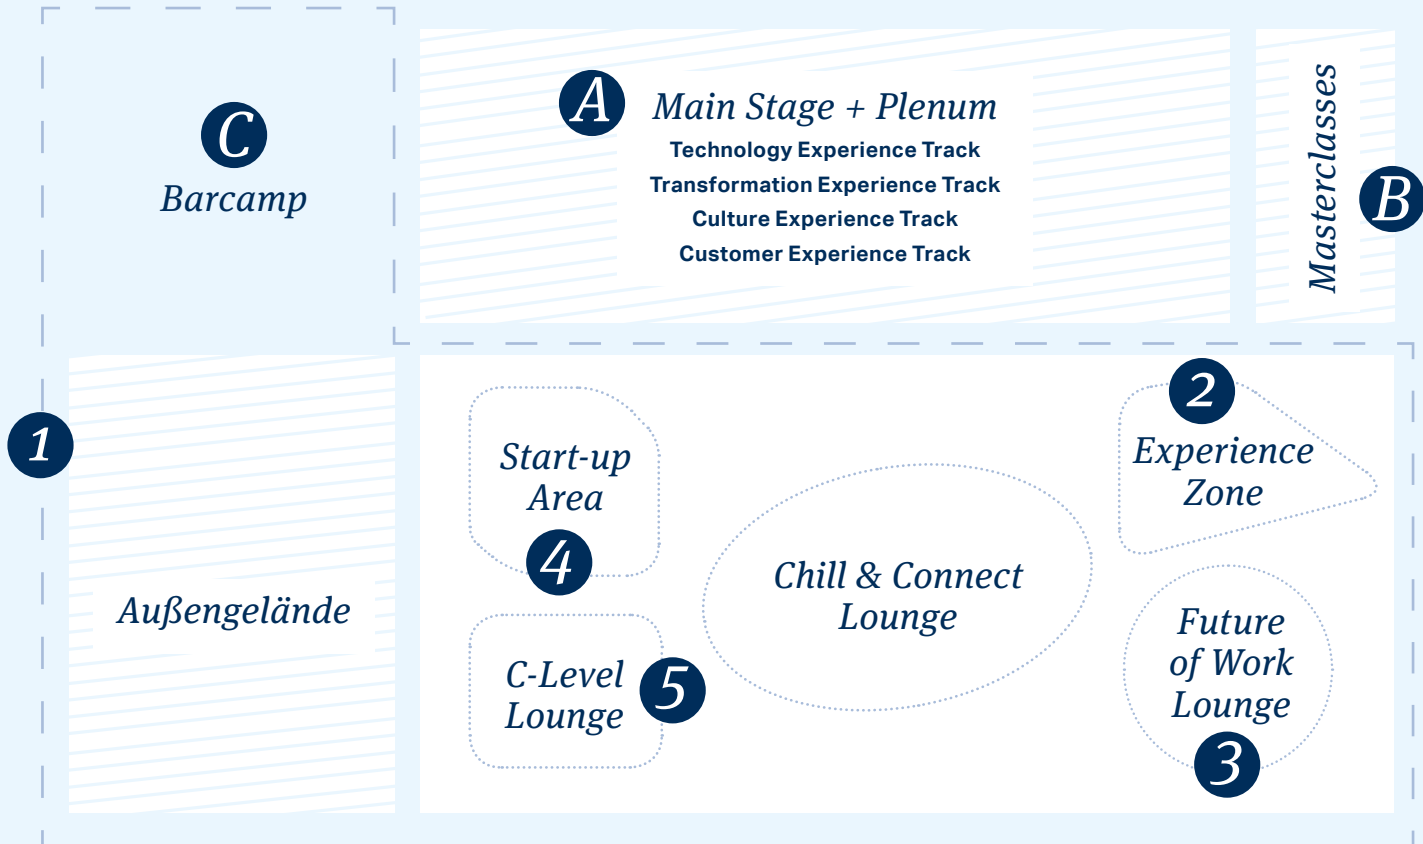 C
Barcamp
A
Main Stage + Plenum
Technology Experience Track
Transformation Experience Track
Culture Experience Track
Customer Experience Track
Masterclasses
B
1
Außengelände
Start-up
Area
4
C-Level
Lounge
5
Chill & Connect
Lounge
2
Experience
Zone
Future
of Work
Lounge
3